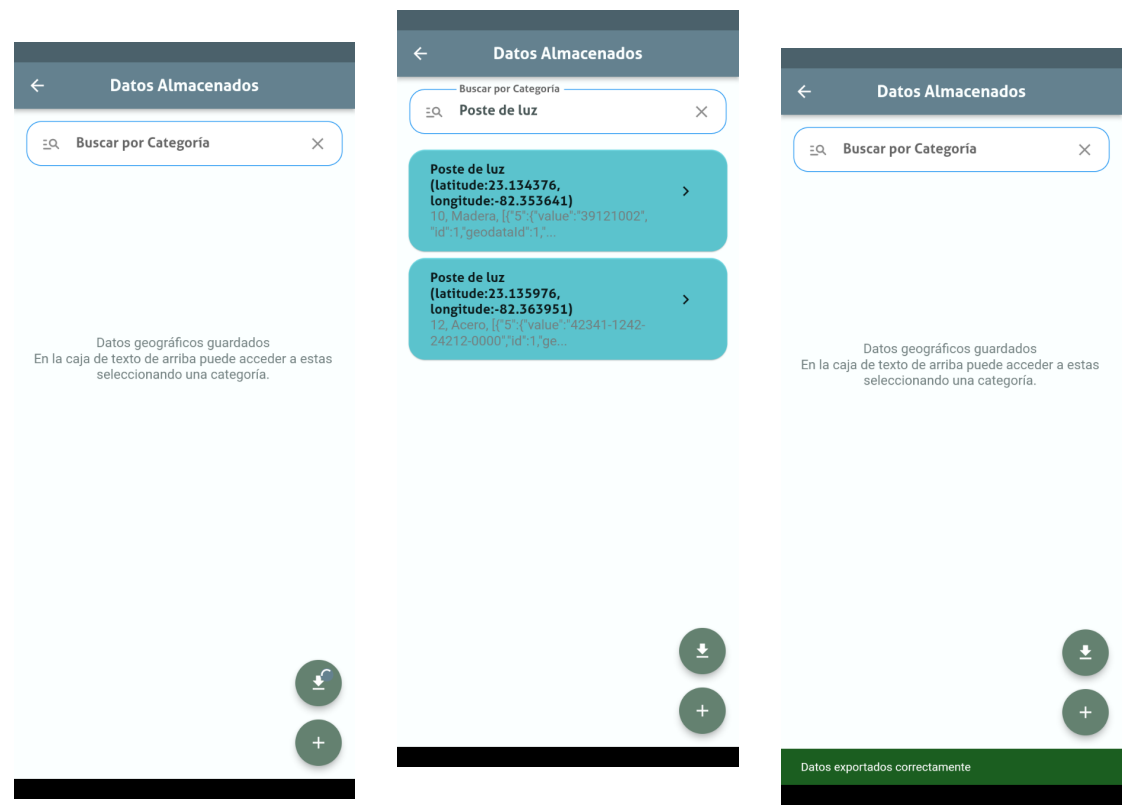 Datos Almacenados
Buscar por Categoría
Datos geográficos guardados
En la caja de texto de arriba puede acceder a estas
seleccionando una categoría.
Datos Almacenados
Buscar por Categoría
Poste de luz
Poste de luz
(latitude:23.134376,
longitude:-82.353641)
10, Madera, [{"5":{"value":"39121002",
"id":1,"geodataId":1,"...
Poste de luz
(latitude:23.135976,
longitude:-82.363951)
12, Acero, [{"5":{"value":"42341-1242-
24212-0000","id":1,"ge...
Datos Almacenados
Buscar por Categoría
Datos geográficos guardados
En la caja de texto de arriba puede acceder a estas
seleccionando una categoría.
Datos exportados correctamente